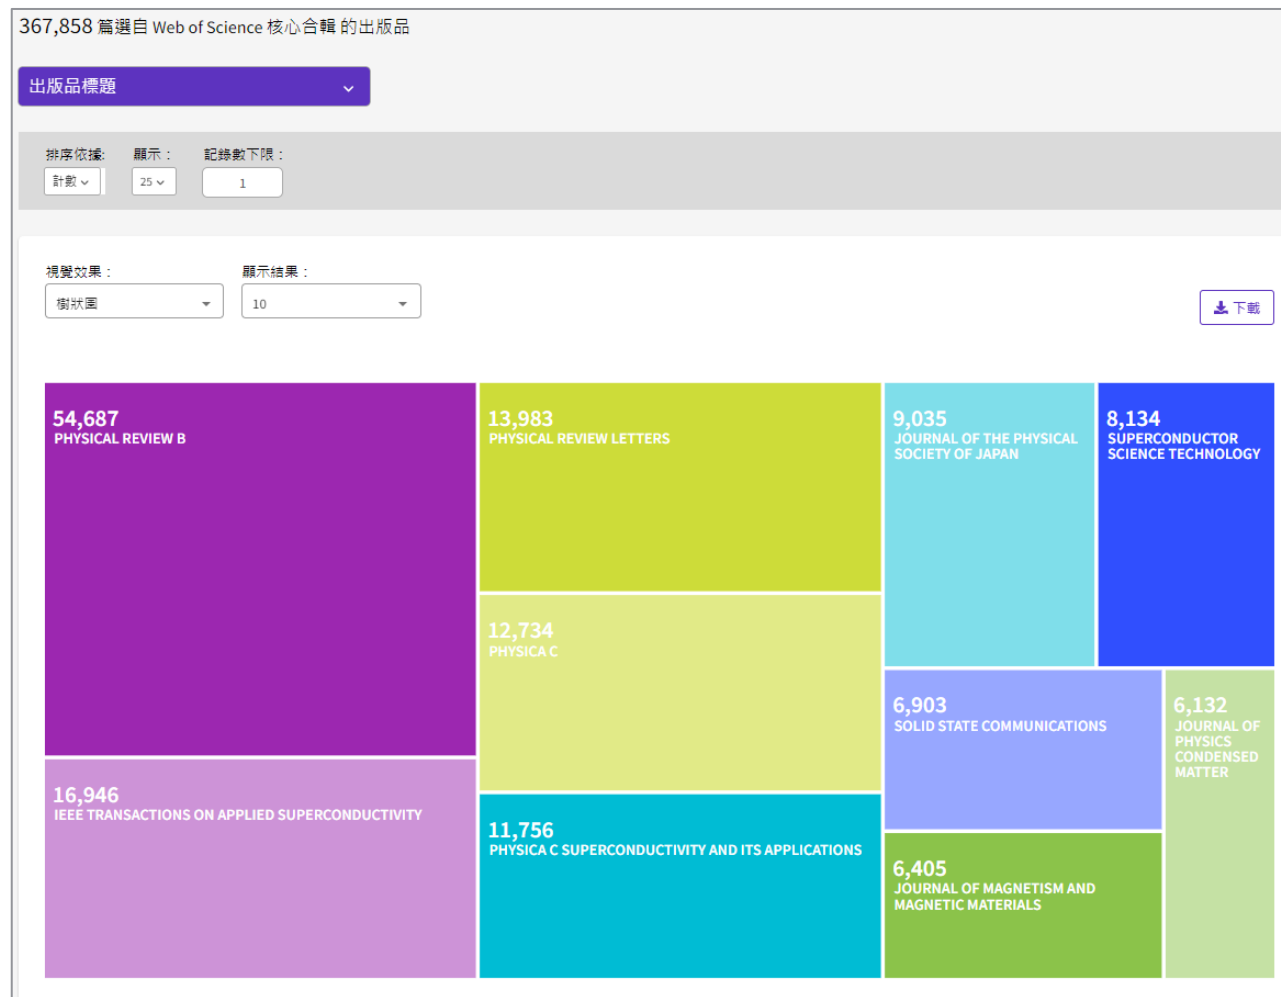 367,858 篇選自 Web of Science 核心合輯 的出版品
出版品標題
排序依據: 顯示： 記錄數下限：
計數 25 1
視覺效果： 顯示結果：
樹狀圖 10
下載
54,687
PHYSICAL REVIEW B
16,946
IEEE TRANSACTIONS ON APPLIED SUPERCONDUCTIVITY
13,983
PHYSICAL REVIEW LETTERS
12,734
PHYSICA C
11,756
PHYSICA C SUPERCONDUCTIVITY AND ITS APPLICATIONS
9,035
JOURNAL OF THE PHYSICAL
SOCIETY OF JAPAN
8,134
SUPERCONDUCTOR
SCIENCE TECHNOLOGY
6,903
SOLID STATE COMMUNICATIONS
6,405
JOURNAL OF MAGNETISM AND
MAGNETIC MATERIALS
6,132
JOURNAL OF
PHYSICS
CONDENSED
MATTER